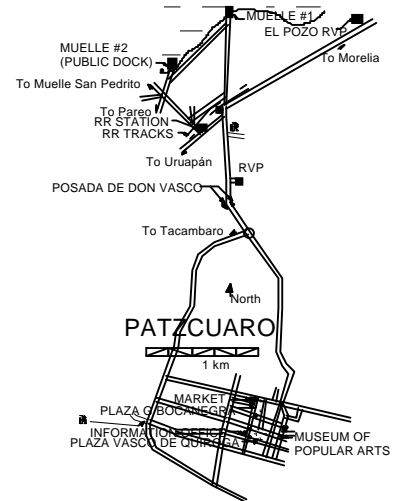 MUELLE #1
EL POZO RVP
MUELLE #2
(PUBLIC DOCK)
To Morelia
To Muelle San Pedrito
To Pareo
RR STATION
RR TRACKS
To Uruapán
RVP
POSADA DE DON VASCO
To Tacambaro
North
PATZCUARO
1 km
MARKET
PLAZA G BOCANEGRA
INFORMATION OFFICE
PLAZA VASCO DE QUIROGA
MUSEUM OF
POPULAR ARTS